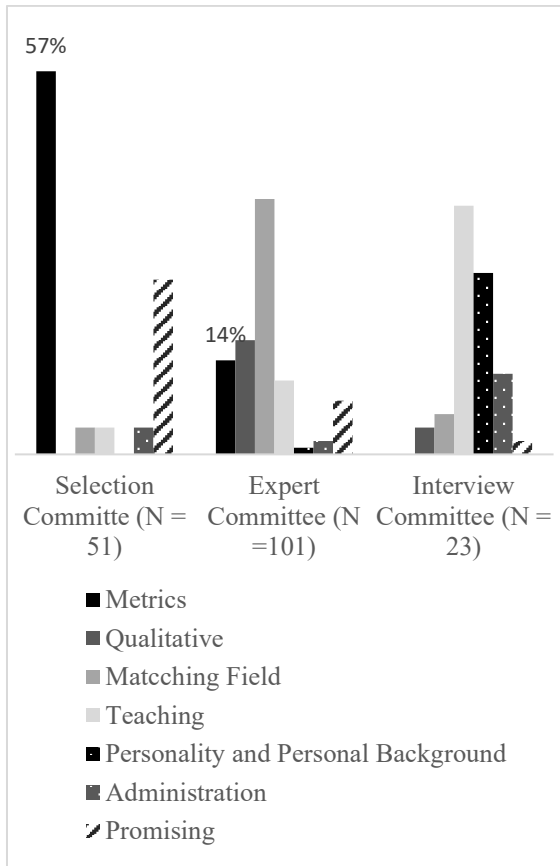 57%
14%
Selection
Committe (N =
51)
Expert
Committee (N
=101)
Interview
Committee (N =
23)
Metrics
Qualitative
Matcching Field
Teaching
Personality and Personal Background
Administration
Promising